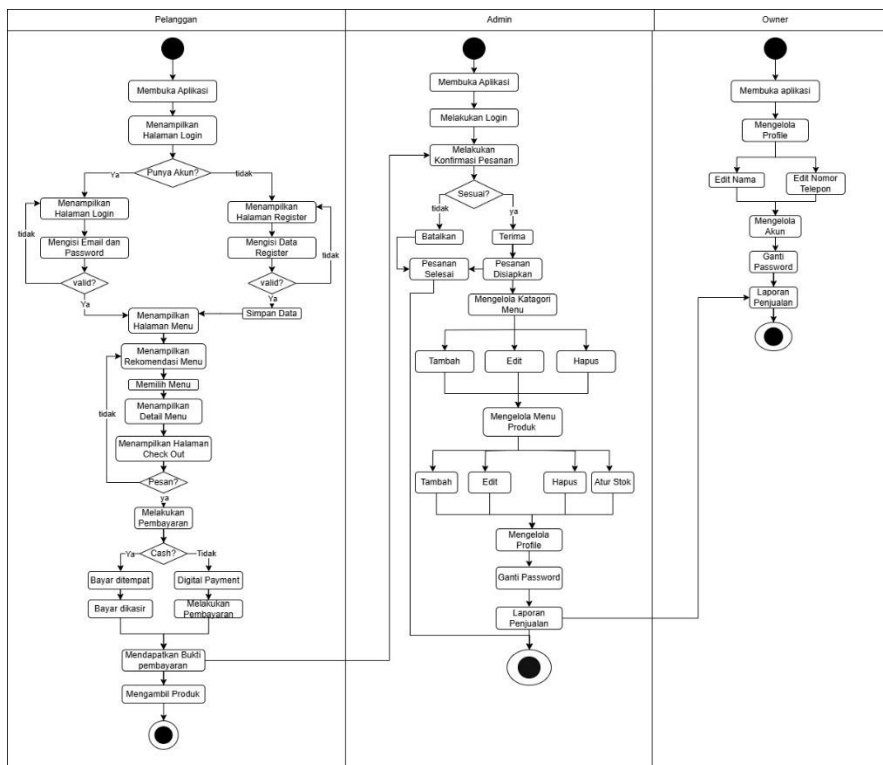 Pelanggan
Membuka Aplikasi
Menampilkan
Halaman Login
Punya Akun?
Ya
tidak
Menampilkan
Halaman Login
Mengisi Email dan
Password
valid?
tidak
Ya
Menampilkan
Halaman Register
Mengisi Data
Register
valid?
tidak
Ya
Simpan Data
Menampilkan
Halaman Menu
Menampilkan
Rekomendasi Menu
Memilih Menu
Menampilkan
Detail Menu
Menampilkan Halaman
Check Out
Pesan?
tidak
ya
Melakukan
Pembayaran
Cash?
Ya
Tidak
Bayar ditempat
Bayar dikasir
Digital Payment
Melakukan
Pembayaran
Mendapatkan Bukti
pembayaran
Mengambil Produk
Admin
Membuka Aplikasi
Melakukan Login
Melakukan
Konfirmasi Pesanan
Sesuai?
tidak
ya
Batalkan
Terima
Pesanan
Selesai
Pesanan
Disiapkan
Mengelola Katagori
Menu
Tambah
Edit
Hapus
Mengelola Menu
Produk
Tambah
Edit
Hapus
Atur Stok
Mengelola
Profile
Ganti Password
Laporan
Penjualan
Owner
Membuka aplikasi
Mengelola
Profile
Edit Nama
Edit Nomor
Telepon
Mengelola
Akun
Ganti
Password
Laporan
Penjualan